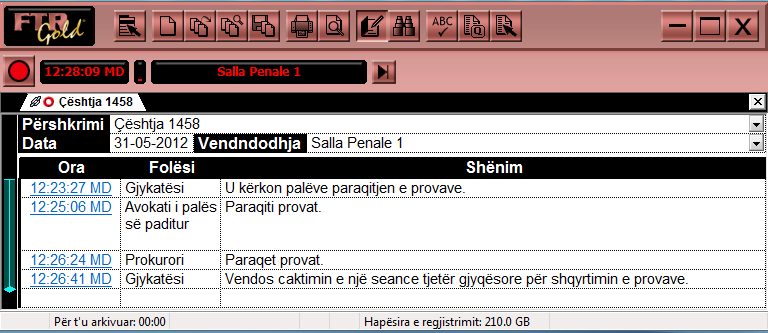 FTR
Gold
ABC
12:28:09 MD
Salla Penale 1
Çështja 1458
Përshkrimi Çështja 1458
Data 31-05-2012 Vendndodhja Salla Penale 1
Ora Folësi Shënim
12:23:27 MD Gjykatësi U kërkon palëve paraqitjen e provave.
12:25:06 MD Avokati i palës Paraqiti provat.
së paditur
12:26:24 MD Prokurori Paraqet provat.
12:26:41 MD Gjykatësi Vendos caktimin e një seance tjetër gjyqësore për shqyrtimin e provave.
Për t'u arkivuar: 00:00 Hapësira e regjistrimit: 210.0 GB